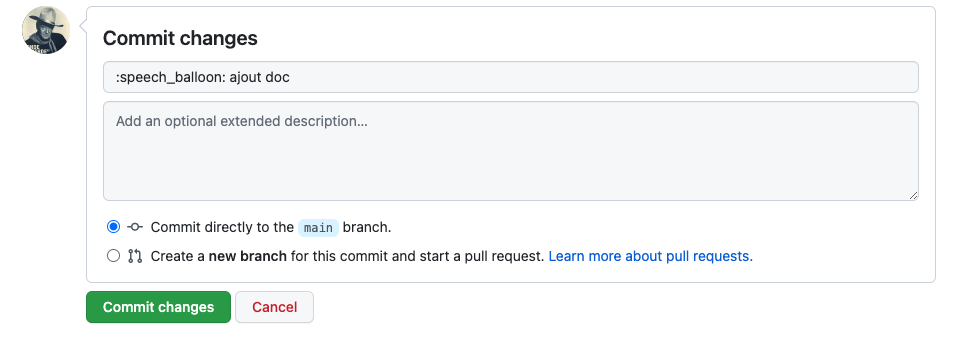 Commit changes
:speech_balloon: ajout doc
Add an optional extended description...
Commit directly to the main branch.
Create a new branch for this commit and start a pull request. Learn more about pull requests.
Commit changes Cancel